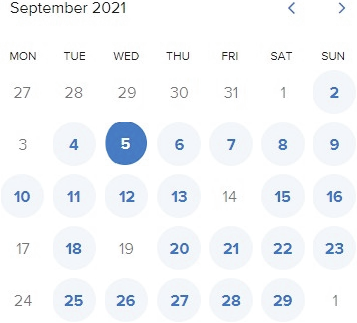 September 2021
MON TUE WED THU FRI SAT SUN
27 28 29 30 31 1 2
3 4 5 6 7 8 9
10 11 12 13 14 15 16
17 18 19 20 21 22 23
24 25 26 27 28 29 1